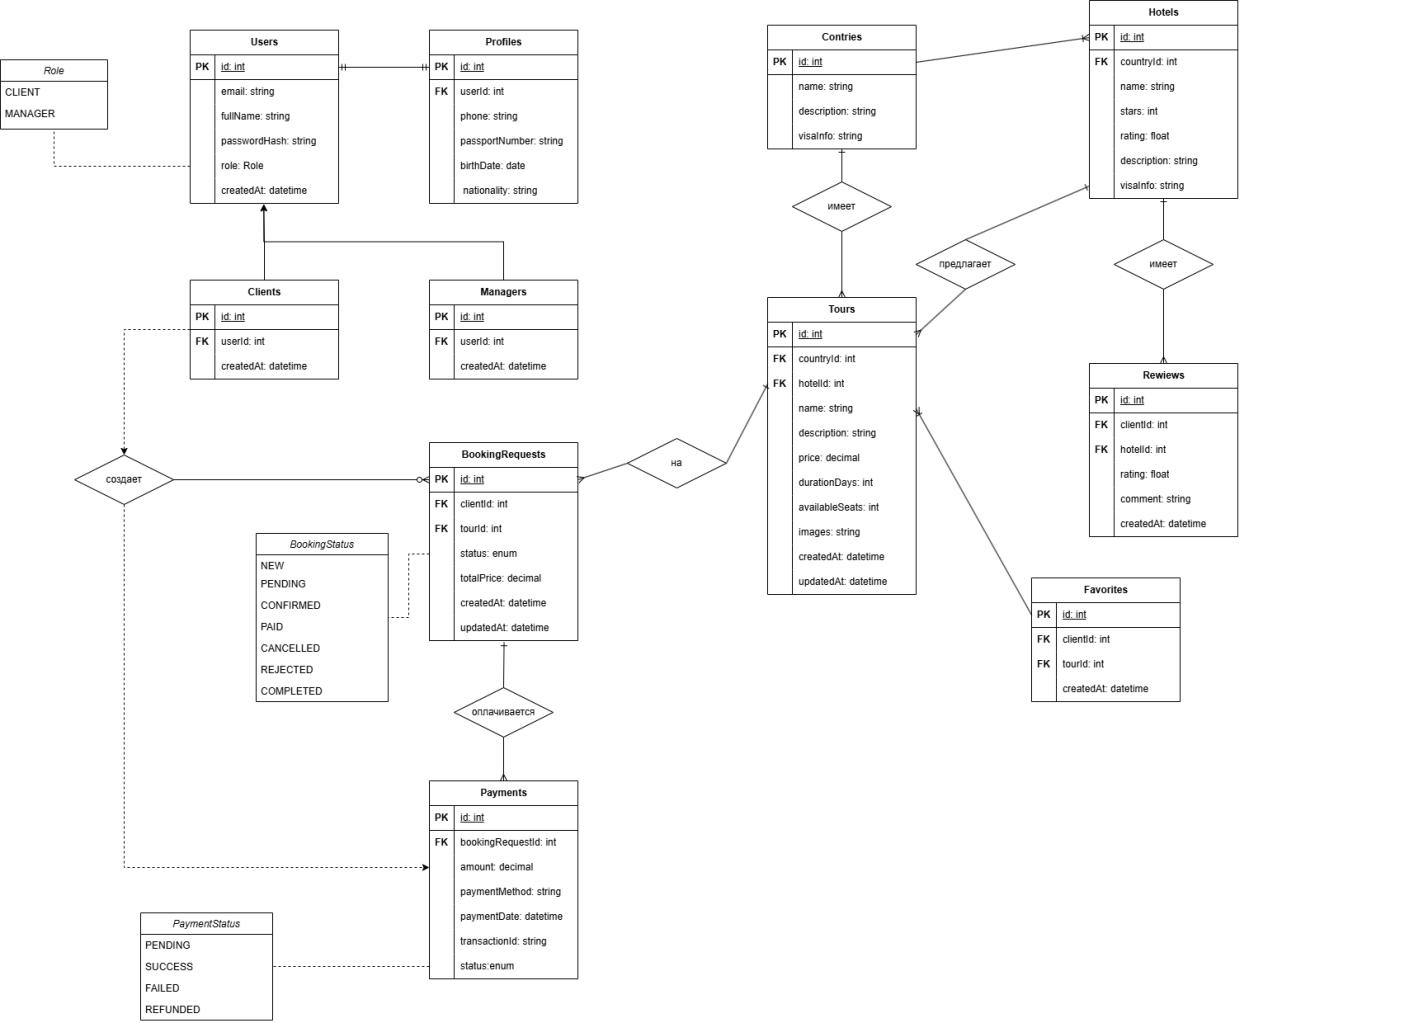 Role
CLIENT
MANAGER
Users
PK id: int
email: string
fullName: string
passwordHash: string
role: Role
createdAt: datetime
Profiles
PK id: int
FK userId: int
phone: string
passportNumber: string
birthDate: date
nationality: string
Contries
PK id: int
name: string
description: string
visaInfo: string
Hotels
PK id: int
FK countryId: int
name: string
stars: int
rating: float
description: string
visaInfo: string
имеет
предлагает
имеет
Clients
PK id: int
FK userId: int
createdAt: datetime
Managers
PK id: int
FK userId: int
createdAt: datetime
Tours
PK id: int
FK countryId: int
FK hotelId: int
name: string
description: string
price: decimal
durationDays: int
availableSeats: int
images: string
createdAt: datetime
updatedAt: datetime
Rewiews
PK id: int
FK clientId: int
FK hotelId: int
rating: float
comment: string
createdAt: datetime
создает
BookingRequests
PK id: int
FK clientId: int
FK tourId: int
status: enum
totalPrice: decimal
createdAt: datetime
updatedAt: datetime
на
BookingStatus
NEW
PENDING
CONFIRMED
PAID
CANCELLED
REJECTED
COMPLETED
Favorites
PK id: int
FK clientId: int
FK tourId: int
createdAt: datetime
оплачивается
Payments
PK id: int
FK bookingRequestId: int
amount: decimal
paymentMethod: string
paymentDate: datetime
transactionId: string
status:enum
PaymentStatus
PENDING
SUCCESS
FAILED
REFUNDED